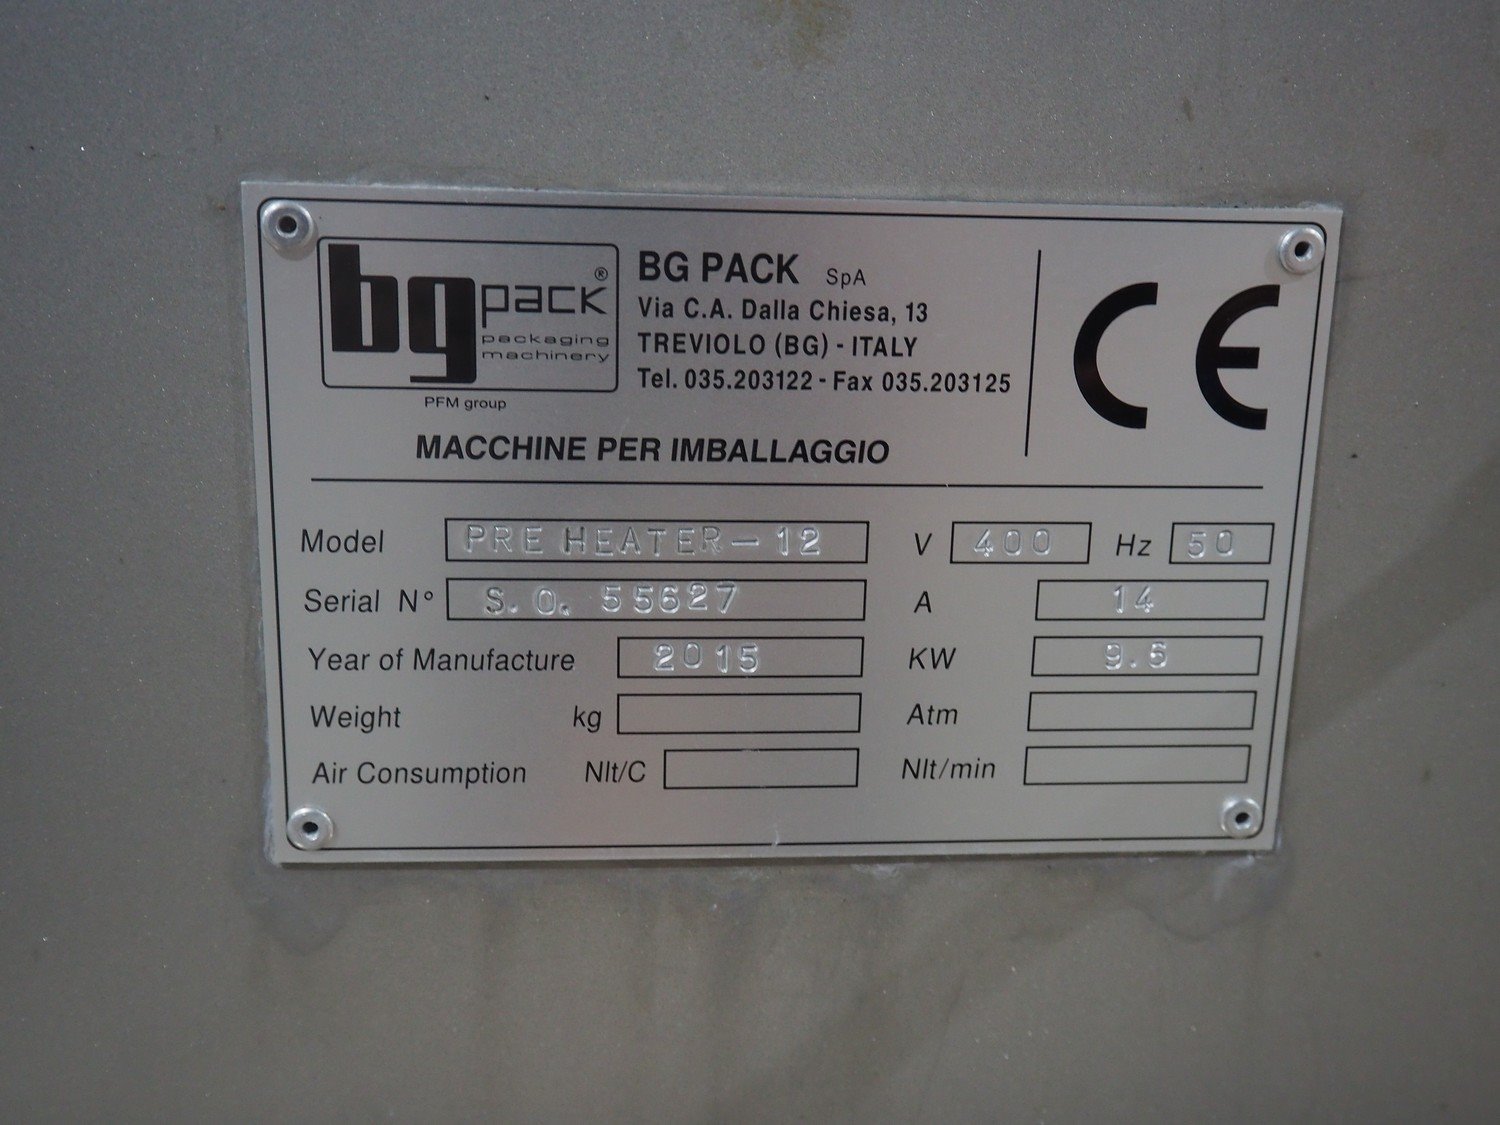 bg pack ®
packaging
machinery
PFM group
BG PACK SpA
Via C.A. Dalla Chiesa, 13
TREVIOLO (BG) - ITALY
Tel. 035.203122 - Fax 035.203125
CE
MACCHINE PER IMBALLAGGIO
Model PRE HEATER-12 V 400 Hz 50
Serial N° S.O. 55627 A 14
Year of Manufacture 2015 KW 9.6
Weight kg Atm
Air Consumption Nlt/C Nlt/min